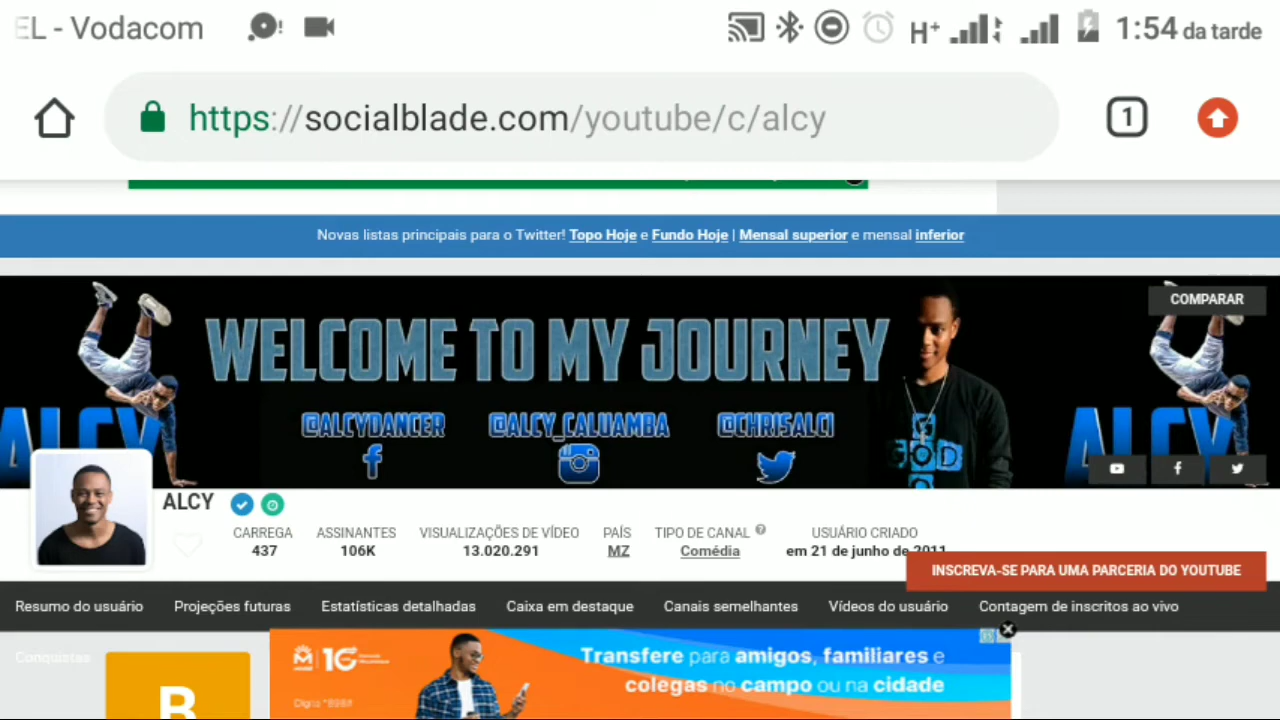 EL - Vodacom
H+ 1:54 da tarde
https://socialblade.com/youtube/c/alcy
1
Novas listas principais para o Twitter! Topo Hoje e Fundo Hoje | Mensal superior e mensal inferior
COMPARAR
WELCOME TO MY JOURNEY
@ALCYDANCER @ALCY_CALUAMBA @CHRISALCI
ALCY
GOD
ALCY
ALCY
CARREGA ASSINANTES VISUALIZAÇÕES DE VÍDEO PAÍS TIPO DE CANAL USUÁRIO CRIADO
437 106K 13.020.291 MZ Comédia em 21 de junho de 2011
INSCREVA-SE PARA UMA PARCERIA DO YOUTUBE
Resumo do usuário Projeções futuras Estatísticas detalhadas Caixa em destaque Canais semelhantes Vídeos do usuário Contagem de inscritos ao vivo
Conquistas
B
Transfere para amigos, familiares e
colegas no campo ou na cidade